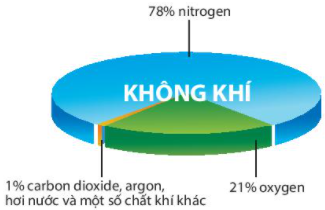 78% nitrogen
KHÔNG KHÍ
1% carbon dioxide, argon,
hơi nước và một số chất khí khác
21% oxygen